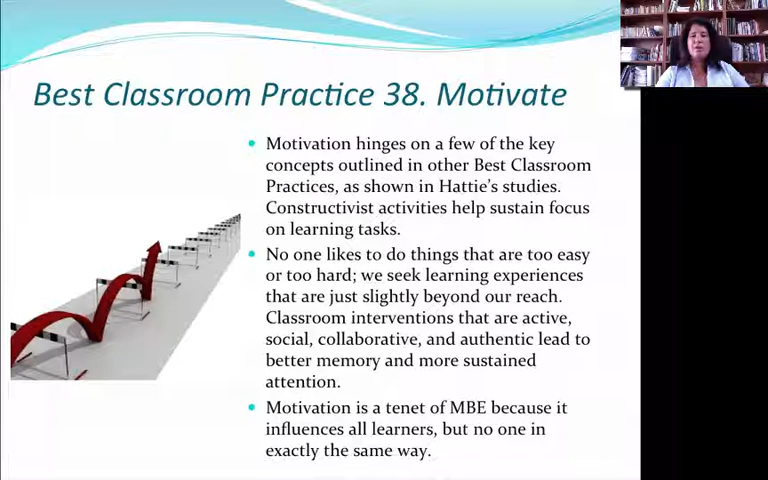 Best Classroom Practice 38. Motivate
• Motivation hinges on a few of the key
concepts outlined in other Best Classroom
Practices, as shown in Hattie's studies.
Constructivist activities help sustain focus
on learning tasks.
• No one likes to do things that are too easy
or too hard; we seek learning experiences
that are just slightly beyond our reach.
Classroom interventions that are active,
social, collaborative, and authentic lead to
better memory and more sustained
attention.
• Motivation is a tenet of MBE because it
influences all learners, but no one in
exactly the same way.